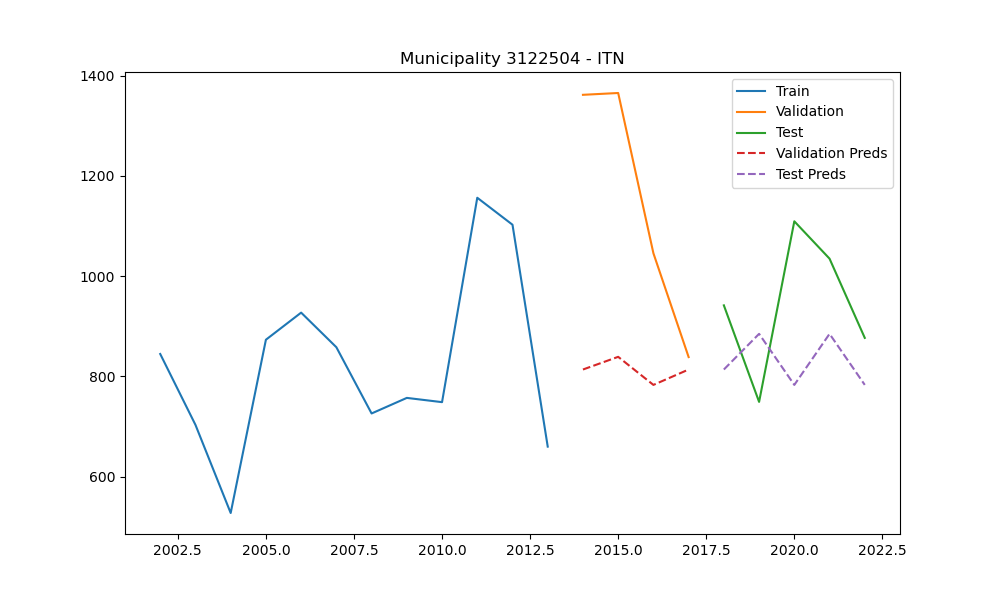 Municipality 3122504 - ITN
1400
1200
1000
800
600
Train
Validation
Test
Validation Preds
Test Preds
2002.5 2005.0 2007.5 2010.0 2012.5 2015.0 2017.5 2020.0 2022.5